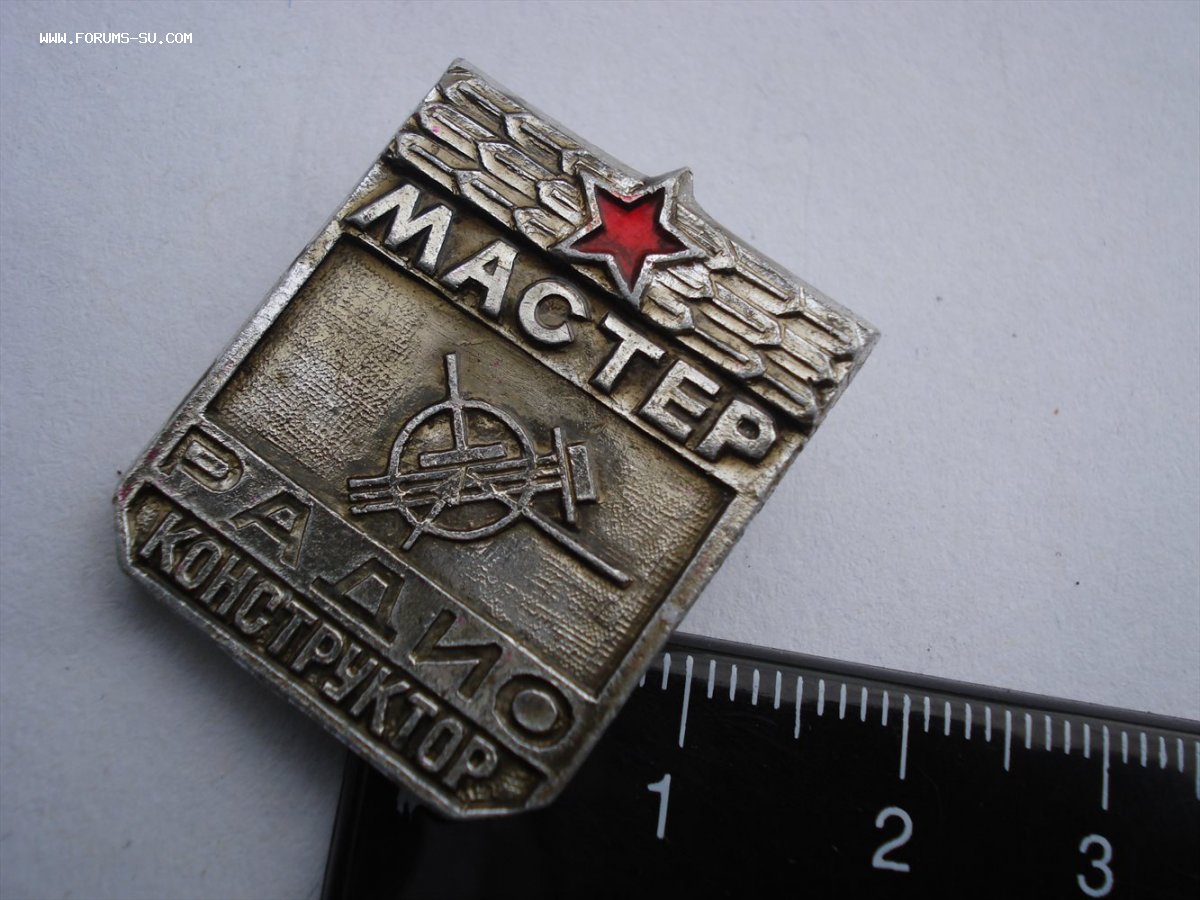 WWW.FORUMS-SU.COM
МАСТЕР
РАДИО
КОНСТРУКТОР
1 2 3